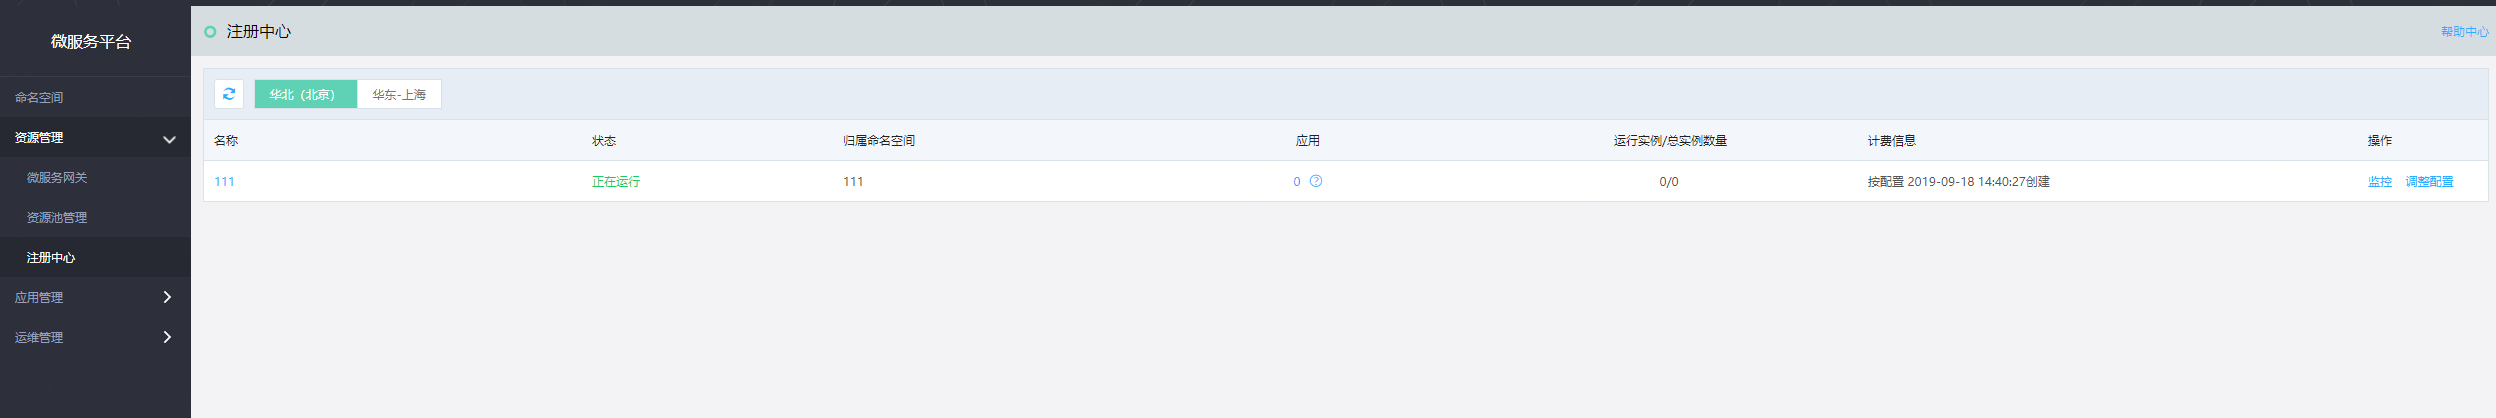 微服务平台
命名空间
资源管理
微服务网关
资源池管理
注册中心
应用管理
运维管理
注册中心
帮助中心
华北（北京） 华东-上海
名称 状态 归属命名空间 应用 运行实例/总实例数量 计费信息 操作
111 正在运行 111 0 0/0 按配置 2019-09-18 14:40:27创建 监控 调整配置